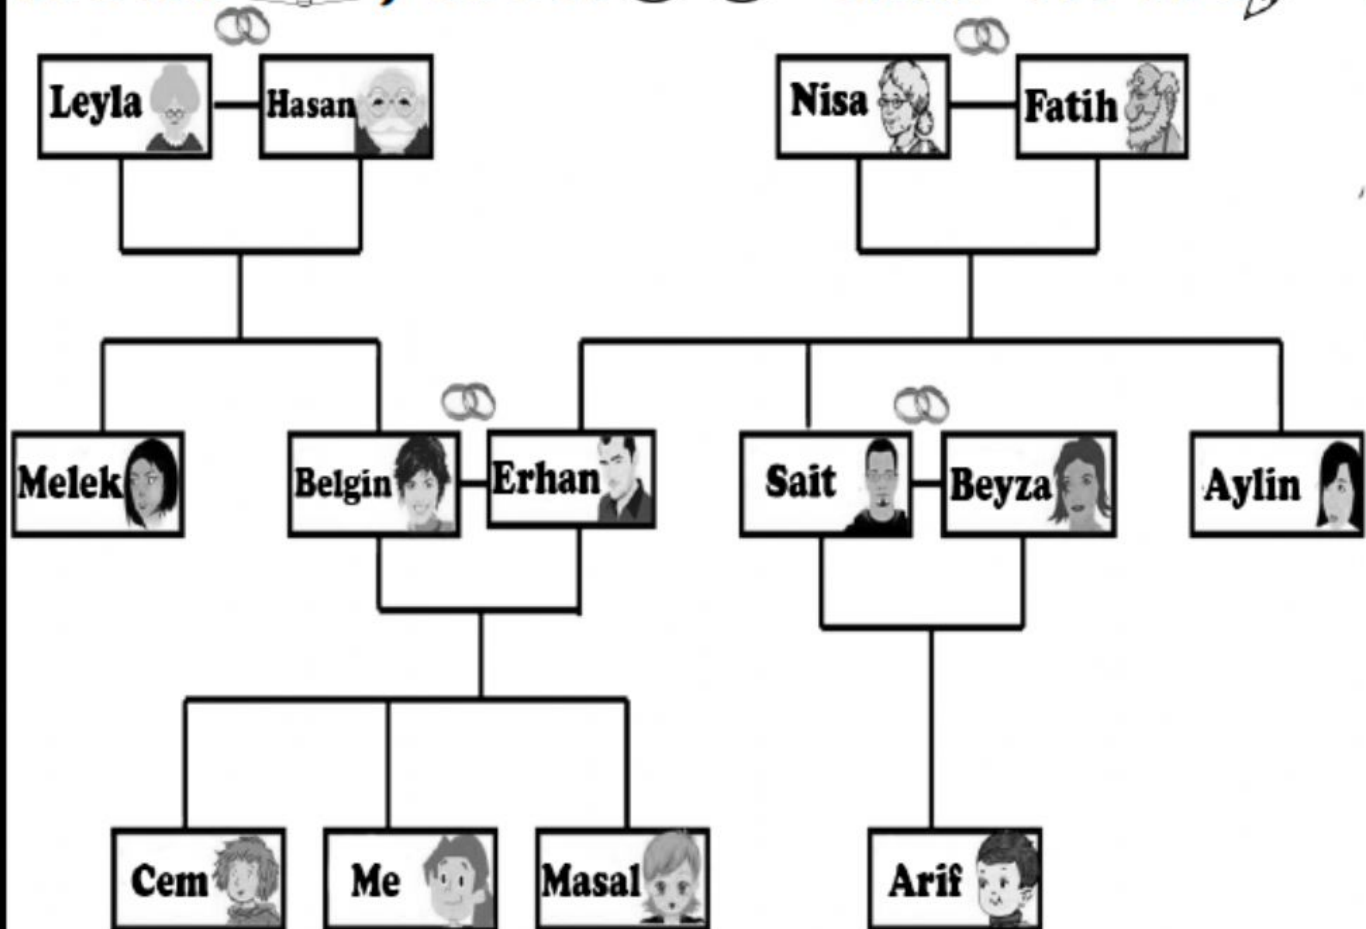 Leyla Hasan Nisa Fatih
Melek Belgin Erhan Sait Beyza Aylin
Cem Me Masal Arif